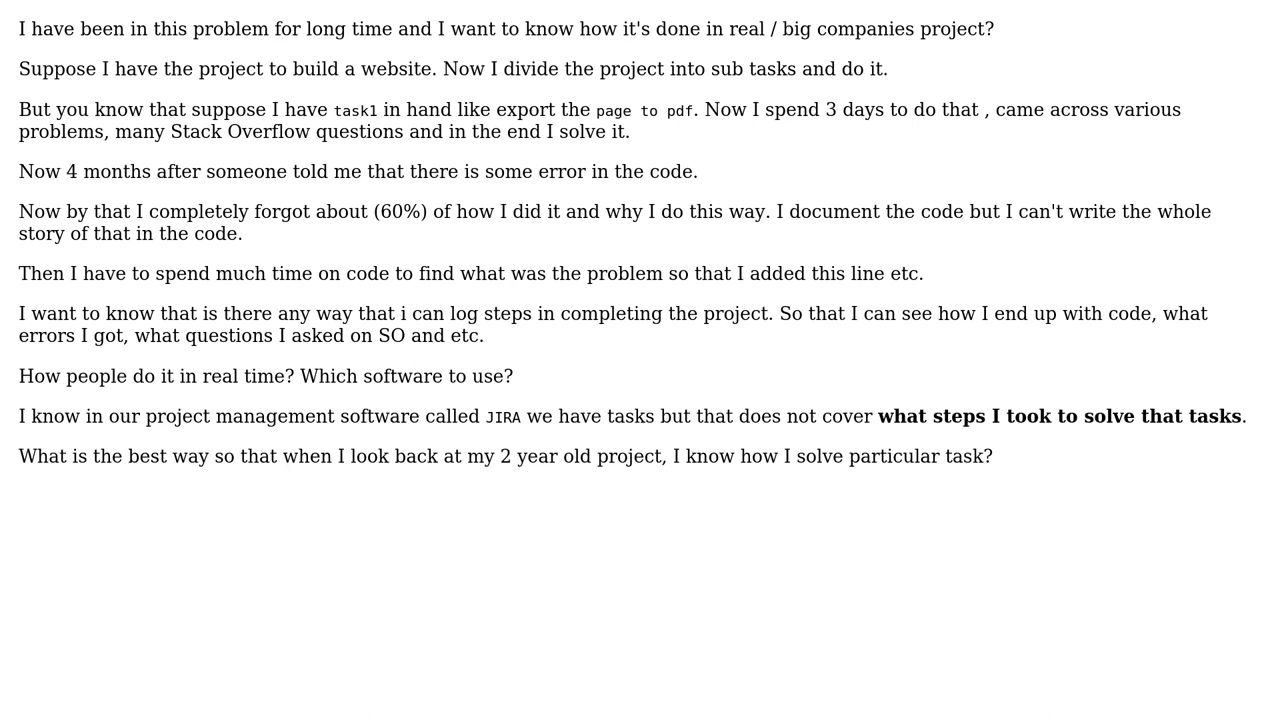 I have been in this problem for long time and I want to know how it's done in real / big companies project?
Suppose I have the project to build a website. Now I divide the project into sub tasks and do it.
But you know that suppose I have task1 in hand like export the page to pdf. Now I spend 3 days to do that , came across various
problems, many Stack Overflow questions and in the end I solve it.
Now 4 months after someone told me that there is some error in the code.
Now by that I completely forgot about (60%) of how I did it and why I do this way. I document the code but I can't write the whole
story of that in the code.
Then I have to spend much time on code to find what was the problem so that I added this line etc.
I want to know that is there any way that i can log steps in completing the project. So that I can see how I end up with code, what
errors I got, what questions I asked on SO and etc.
How people do it in real time? Which software to use?
I know in our project management software called JIRA we have tasks but that does not cover what steps I took to solve that tasks.
What is the best way so that when I look back at my 2 year old project, I know how I solve particular task?